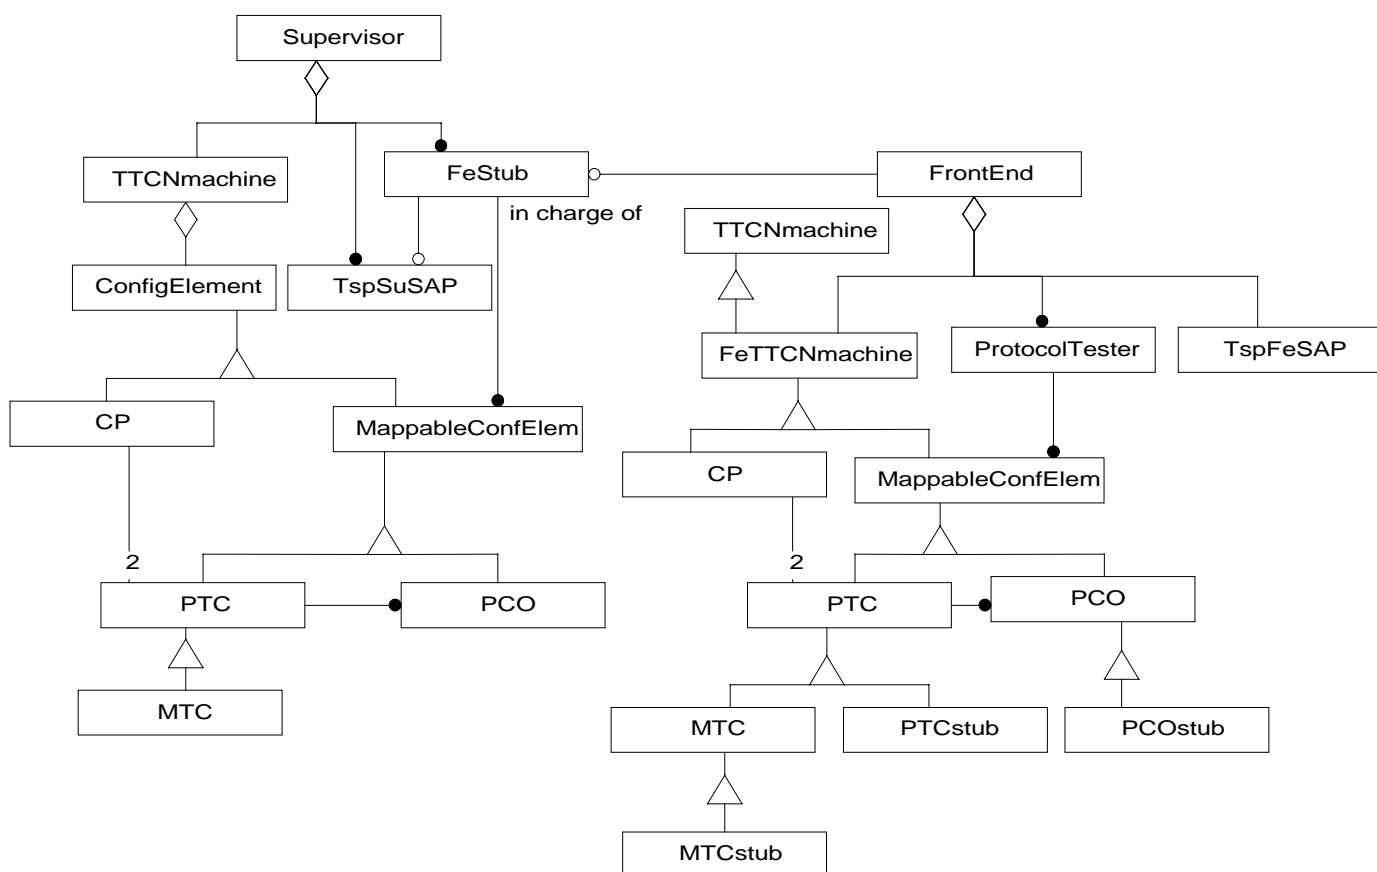 Supervisor
TTCNmachine
FeStub
FrontEnd
in charge of
TTCNmachine
ConfigElement
TspSuSAP
FeTTCNmachine
ProtocolTester
TspFeSAP
CP
MappableConfElem
CP
MappableConfElem
2
2
PTC
PCO
PTC
PCO
MTC
MTC
PTCstub
PCOstub
MTCstub